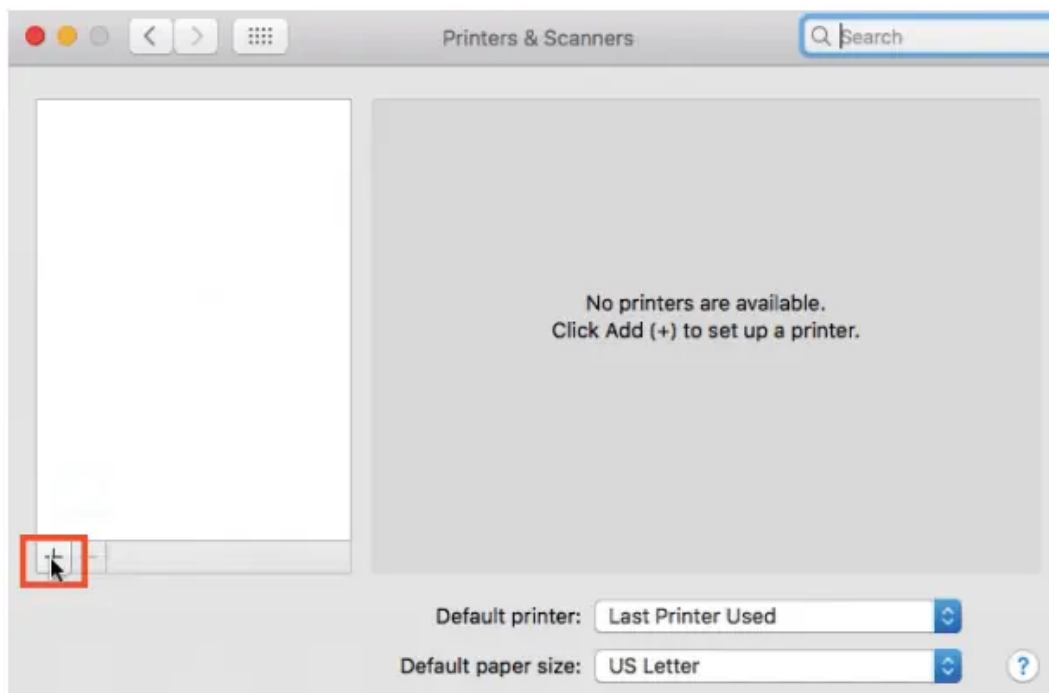 Printers & Scanners
Search
No printers are available.
Click Add (+) to set up a printer.
+ -
Default printer: Last Printer Used
Default paper size: US Letter
?